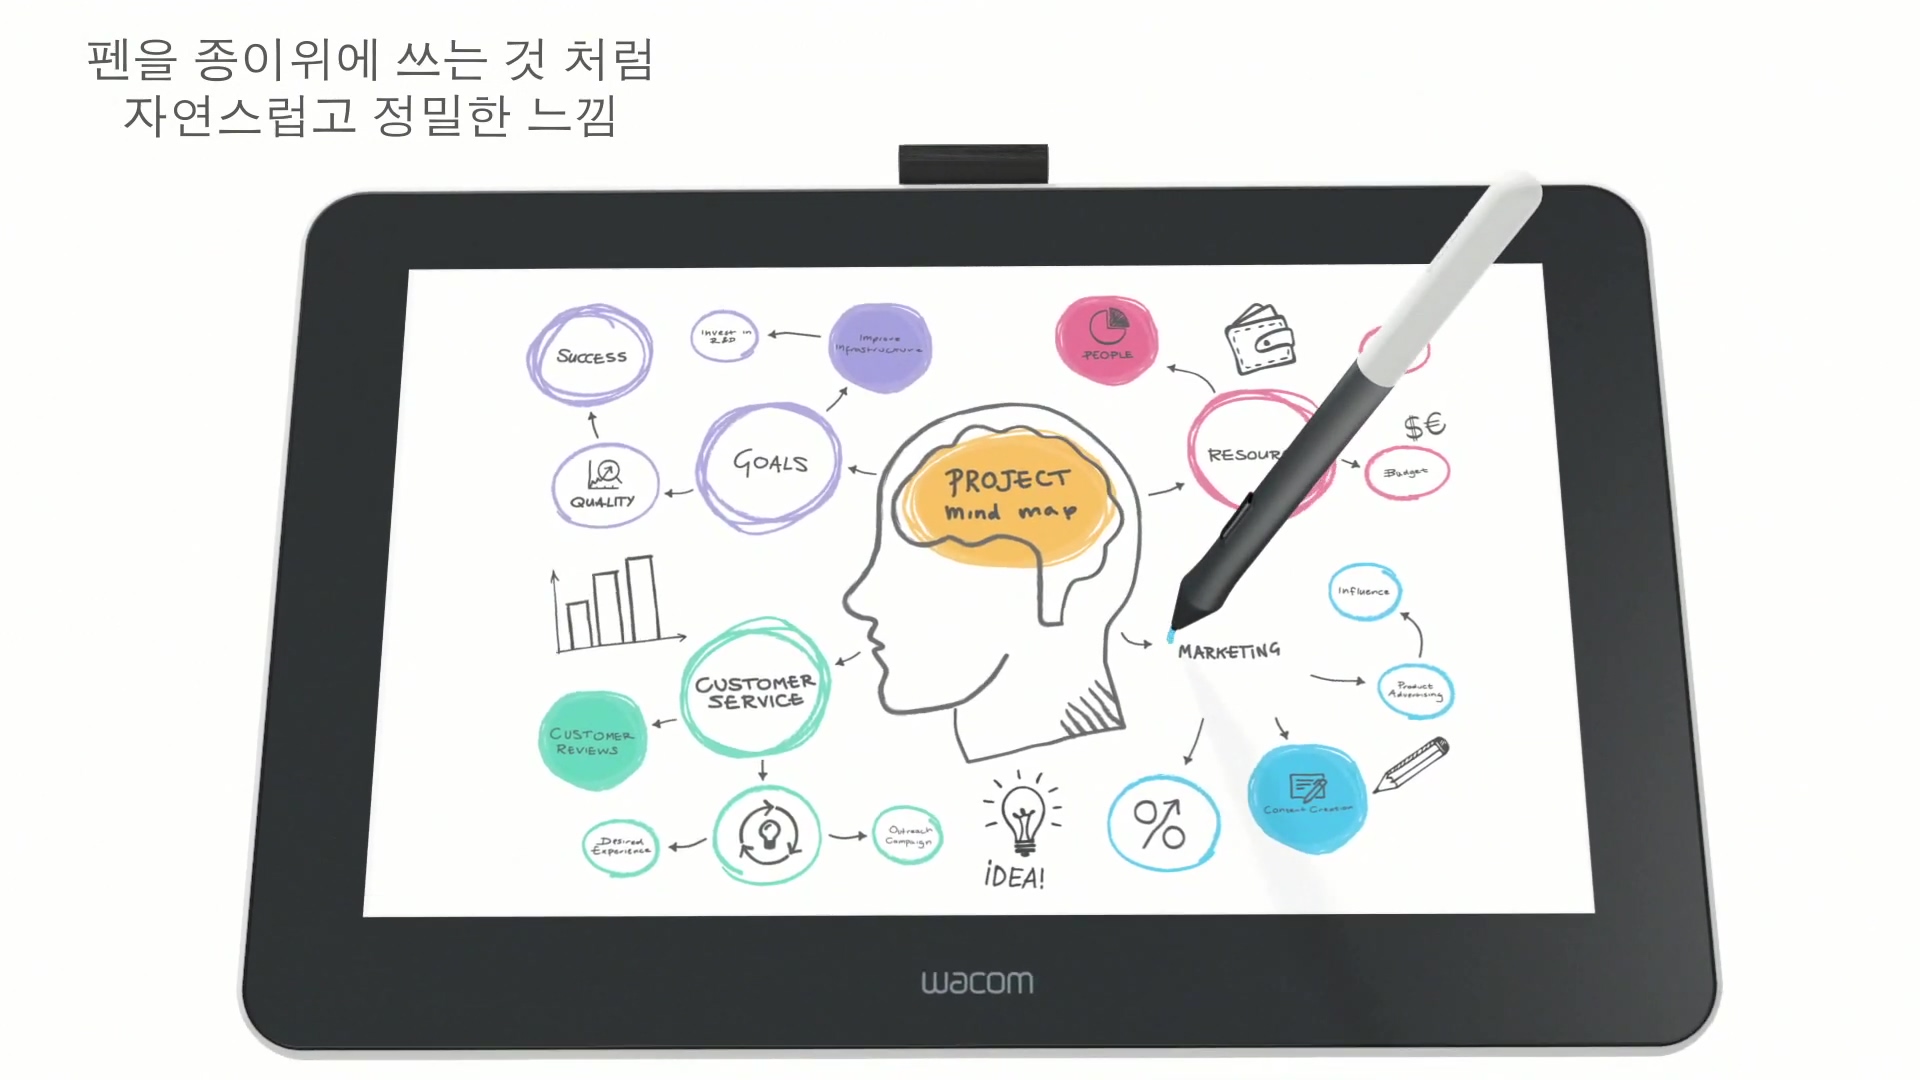 펜을 종이위에 쓰는 것 처럼
자연스럽고 정밀한 느낌
SUCCESS
Invest in
R&D
Improve
Infrastructure
PEOPLE
$€
GOALS
QUALITY
PROJECT
mind map
RESOUR
Budget
Influence
MARKETING
Product
Advertising
CUSTOMER
SERVICE
CUSTOMER
REVIEWS
Content Creation
Desired
Experience
Outreach
Campaign
iDEA!
wacom